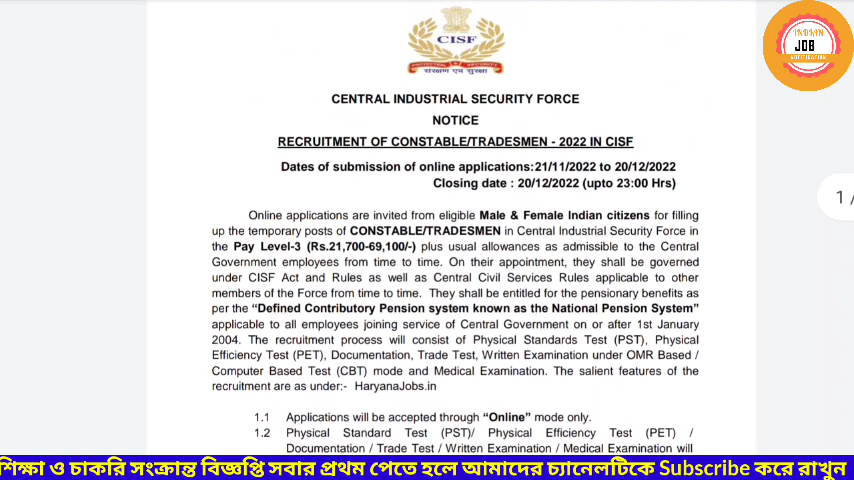 CISF
संरक्षण एवं सुरक्षा
INDIAN
JOB
NOTIFICATION
CENTRAL INDUSTRIAL SECURITY FORCE
NOTICE
RECRUITMENT OF CONSTABLE/TRADESMEN - 2022 IN CISF
Dates of submission of online applications:21/11/2022 to 20/12/2022
Closing date : 20/12/2022 (upto 23:00 Hrs)
1 /
Online applications are invited from eligible Male & Female Indian citizens for filling
up the temporary posts of CONSTABLE/TRADESMEN in Central Industrial Security Force in
the Pay Level-3 (Rs.21,700-69,100/-) plus usual allowances as admissible to the Central
Government employees from time to time. On their appointment, they shall be governed
under CISF Act and Rules as well as Central Civil Services Rules applicable to other
members of the Force from time to time. They shall be entitled for the pensionary benefits as
per the “Defined Contributory Pension system known as the National Pension System”
applicable to all employees joining service of Central Government on or after 1st January
2004. The recruitment process will consist of Physical Standards Test (PST), Physical
Efficiency Test (PET), Documentation, Trade Test, Written Examination under OMR Based /
Computer Based Test (CBT) mode and Medical Examination. The salient features of the
recruitment are as under:- HaryanaJobs.in
1.1 Applications will be accepted through “Online” mode only.
1.2 Physical Standard Test (PST)/ Physical Efficiency Test (PET) /
Documentation / Trade Test / Written Examination / Medical Examination will
শিক্ষা ও চাকরি সংক্রান্ত বিজ্ঞপ্তি সবার প্রথম পেতে হলে আমাদের চ্যানেলটিকে Subscribe করে রাখুন